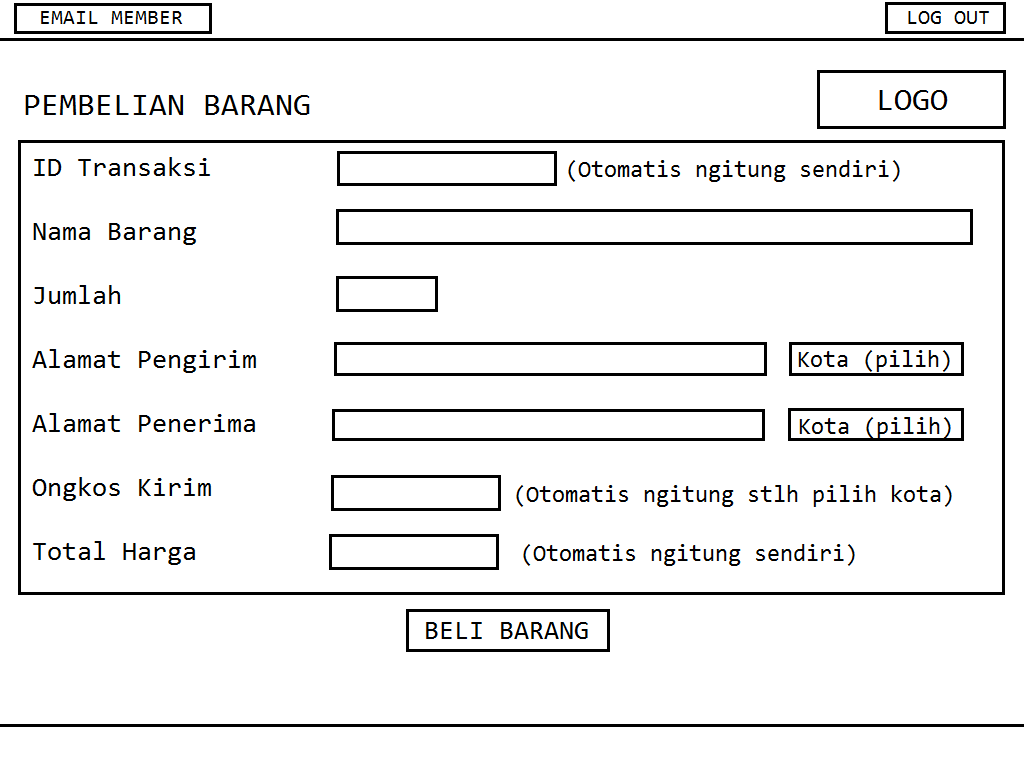 EMAIL MEMBER LOG OUT
PEMBELIAN BARANG LOGO
ID Transaksi (Otomatis ngitung sendiri)
Nama Barang
Jumlah
Alamat Pengirim Kota (pilih)
Alamat Penerima Kota (pilih)
Ongkos Kirim (Otomatis ngitung stlh pilih kota)
Total Harga (Otomatis ngitung sendiri)
BELI BARANG